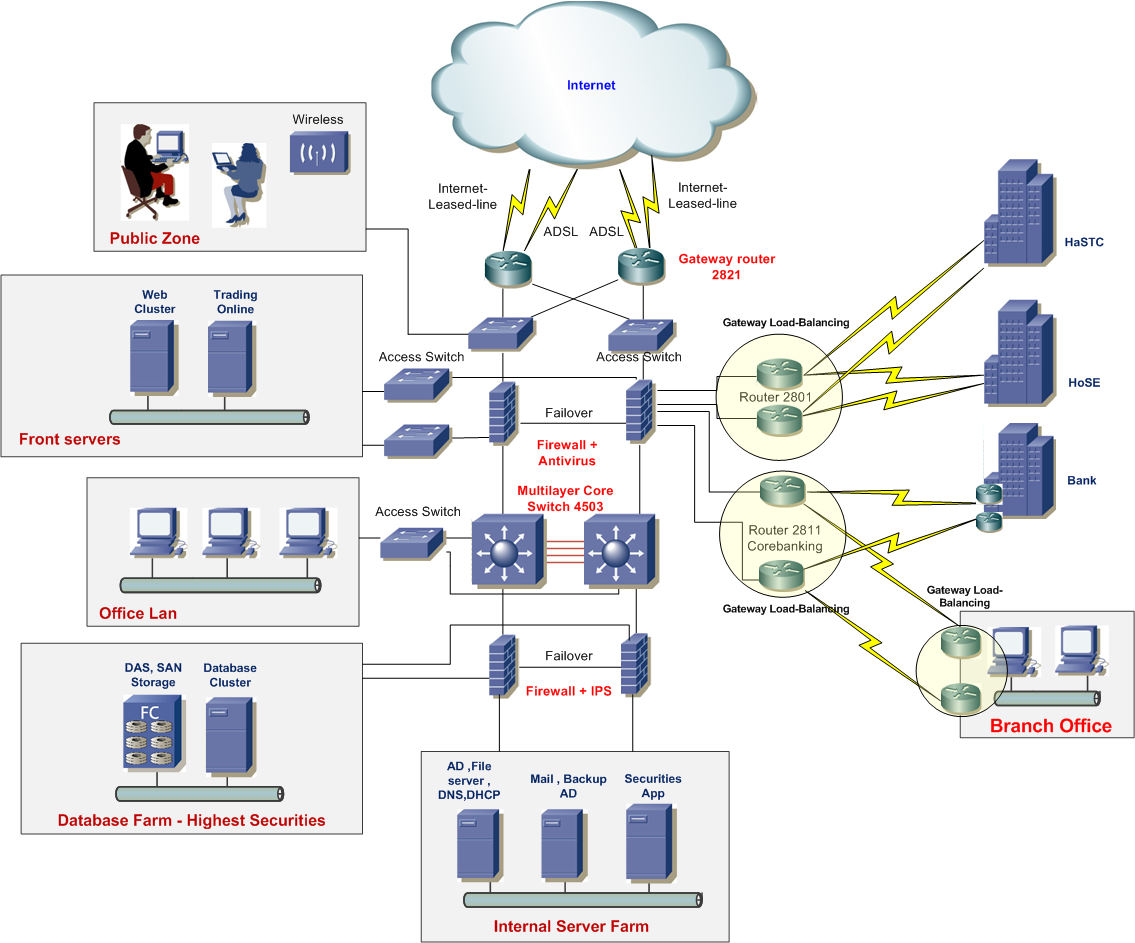 Internet
Wireless
Public Zone
Internet-
Leased-line
ADSL
ADSL
Internet-
Leased-line
Gateway router
2821
HaSTC
Web
Cluster
Trading
Online
Front servers
Access Switch
Access Switch
Gateway Load-Balancing
Router 2801
HoSE
Failover
Firewall +
Antivirus
Multilayer Core
Switch 4503
Bank
Access Switch
Office Lan
Router 2811
Corebanking
Gateway Load-Balancing
Gateway Load-
Balancing
Branch Office
DAS, SAN
Storage
FC
Database
Cluster
Database Farm - Highest Securities
Failover
Firewall + IPS
AD ,File
server ,
DNS,DHCP
Mail , Backup
AD
Securities
App
Internal Server Farm